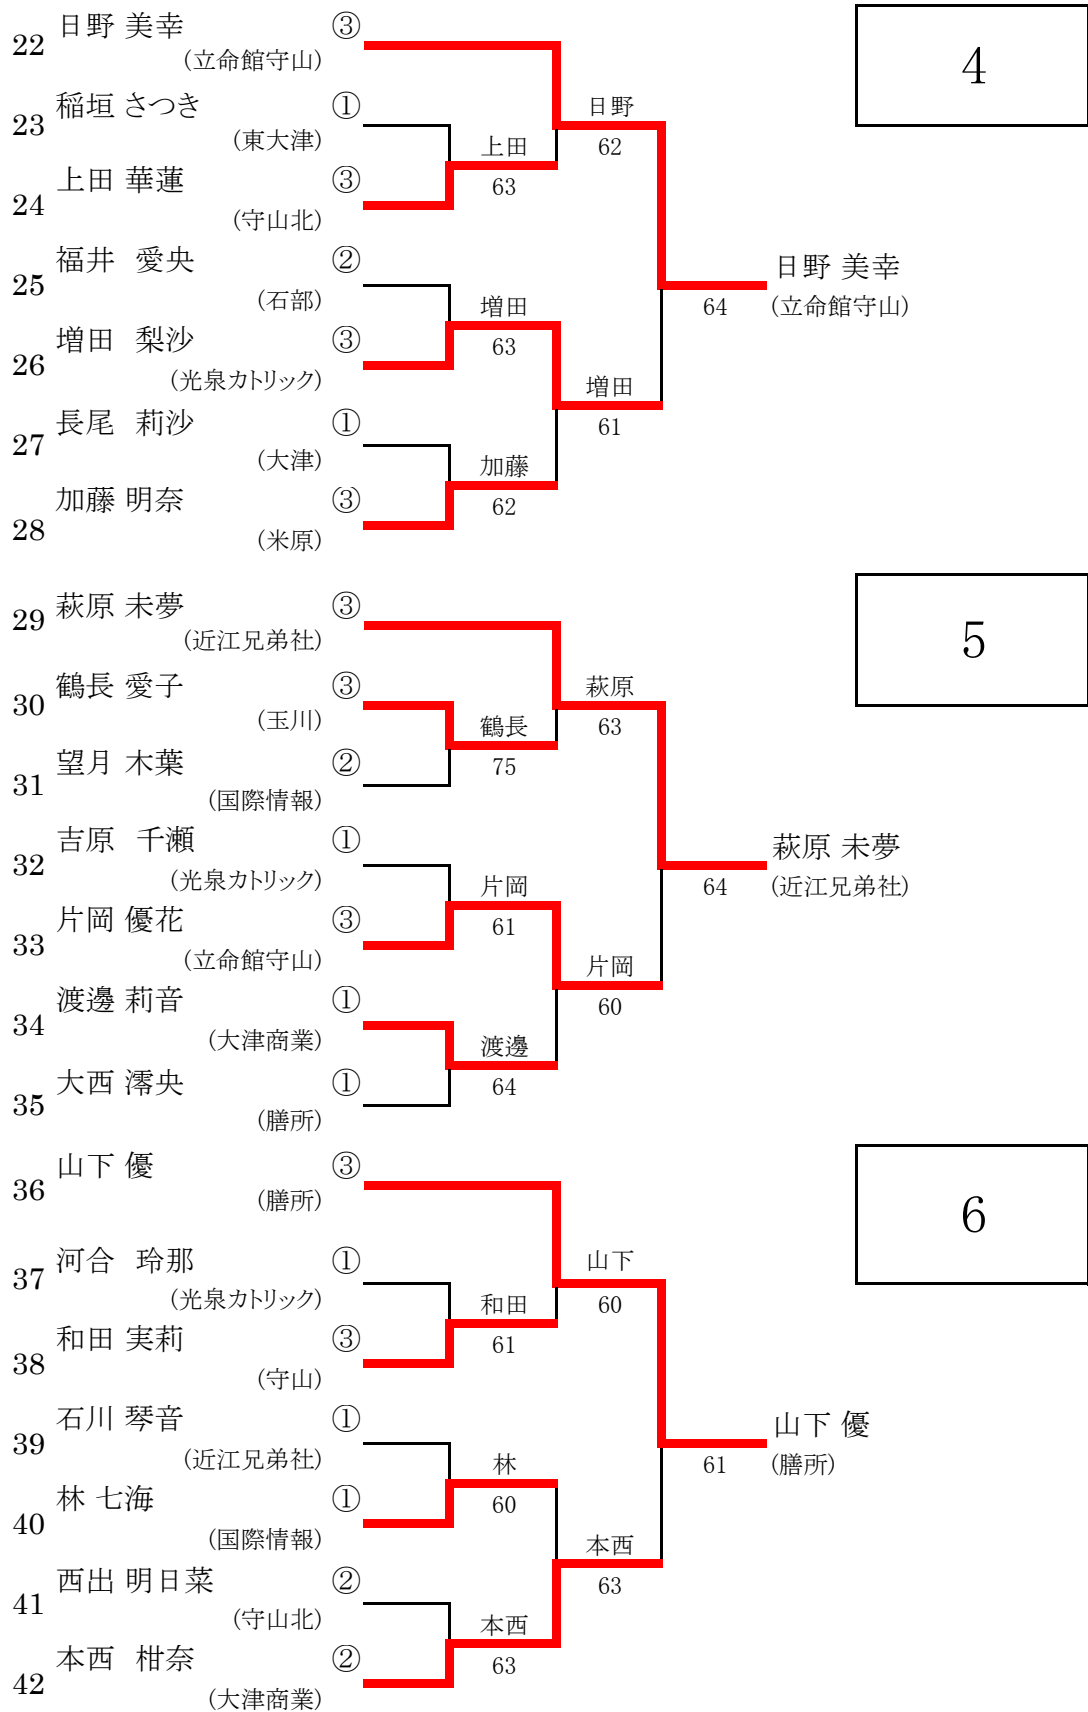 22 日野 美幸 ③
(立命館守山)
4
23 稲垣 さつき ①
(東大津)
日野
62
上田
63
24 上田 華蓮 ③
(守山北)
25 福井 愛央 ②
(石部)
日野 美幸
64 (立命館守山)
増田
63
26 増田 梨沙 ③
(光泉カトリック)
増田
61
27 長尾 莉沙 ①
(大津)
加藤
62
28 加藤 明奈 ③
(米原)
29 萩原 未夢 ③
(近江兄弟社)
5
30 鶴長 愛子 ③
(玉川)
萩原
63
鶴長
75
31 望月 木葉 ②
(国際情報)
32 吉原 千瀬 ①
(光泉カトリック)
萩原 未夢
64 (近江兄弟社)
片岡
61
33 片岡 優花 ③
(立命館守山)
片岡
60
34 渡邊 莉音 ①
(大津商業)
渡邊
64
35 大西 澪央 ①
(膳所)
36 山下 優 ③
(膳所)
6
37 河合 玲那 ①
(光泉カトリック)
山下
60
和田
61
38 和田 実莉 ③
(守山)
39 石川 琴音 ①
(近江兄弟社)
山下 優
61 (膳所)
林
60
40 林 七海 ①
(国際情報)
本西
63
41 西出 明日菜 ②
(守山北)
本西
63
42 本西 柑奈 ②
(大津商業)